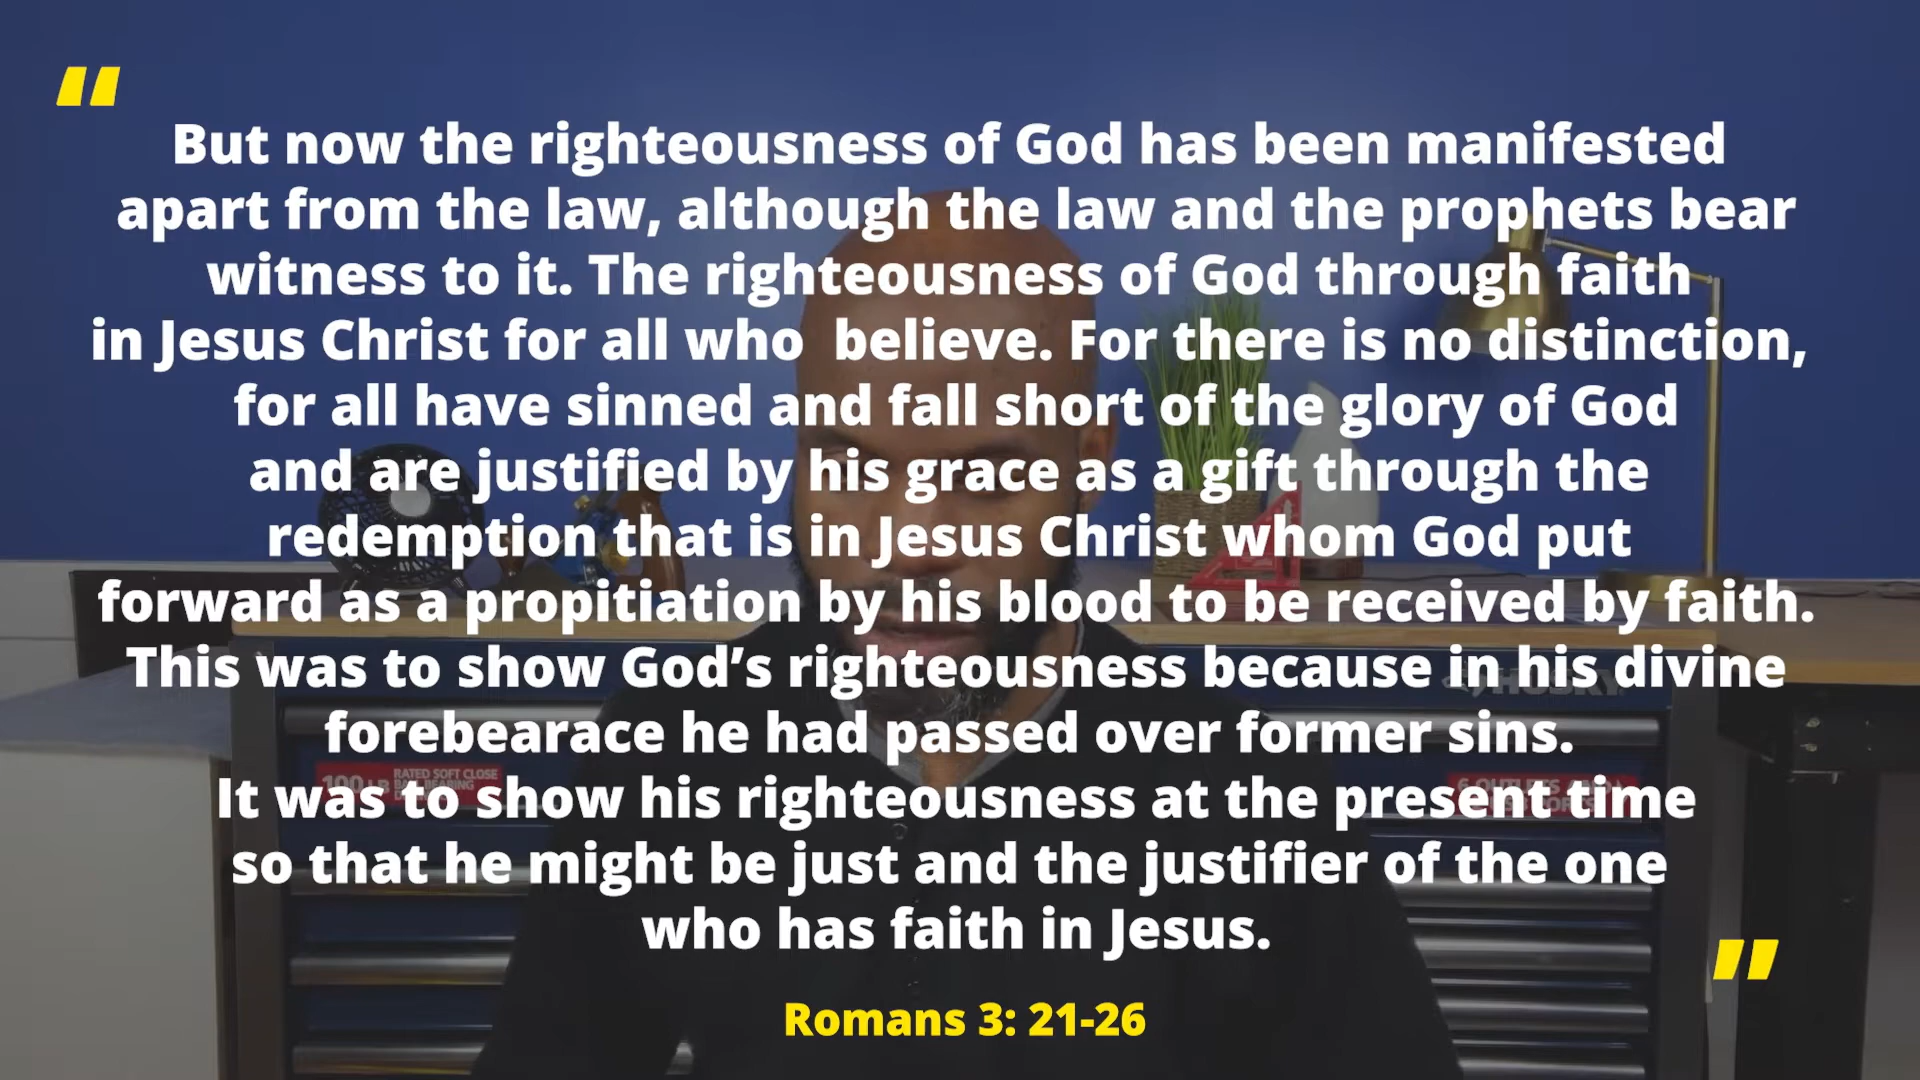 "
But now the righteousness of God has been manifested
apart from the law, although the law and the prophets bear
witness to it. The righteousness of God through faith
in Jesus Christ for all who  believe. For there is no distinction,
for all have sinned and fall short of the glory of God
and are justified by his grace as a gift through the
redemption that is in Jesus Christ whom God put
forward as a propitiation by his blood to be received by faith.
This was to show God’s righteousness because in his divine
HUSKY
forebearace he had passed over former sins.
100 LB RATED SOFT CLOSE
It was to show his righteousness at the present time
so that he might be just and the justifier of the one
who has faith in Jesus.
"
Romans 3: 21-26